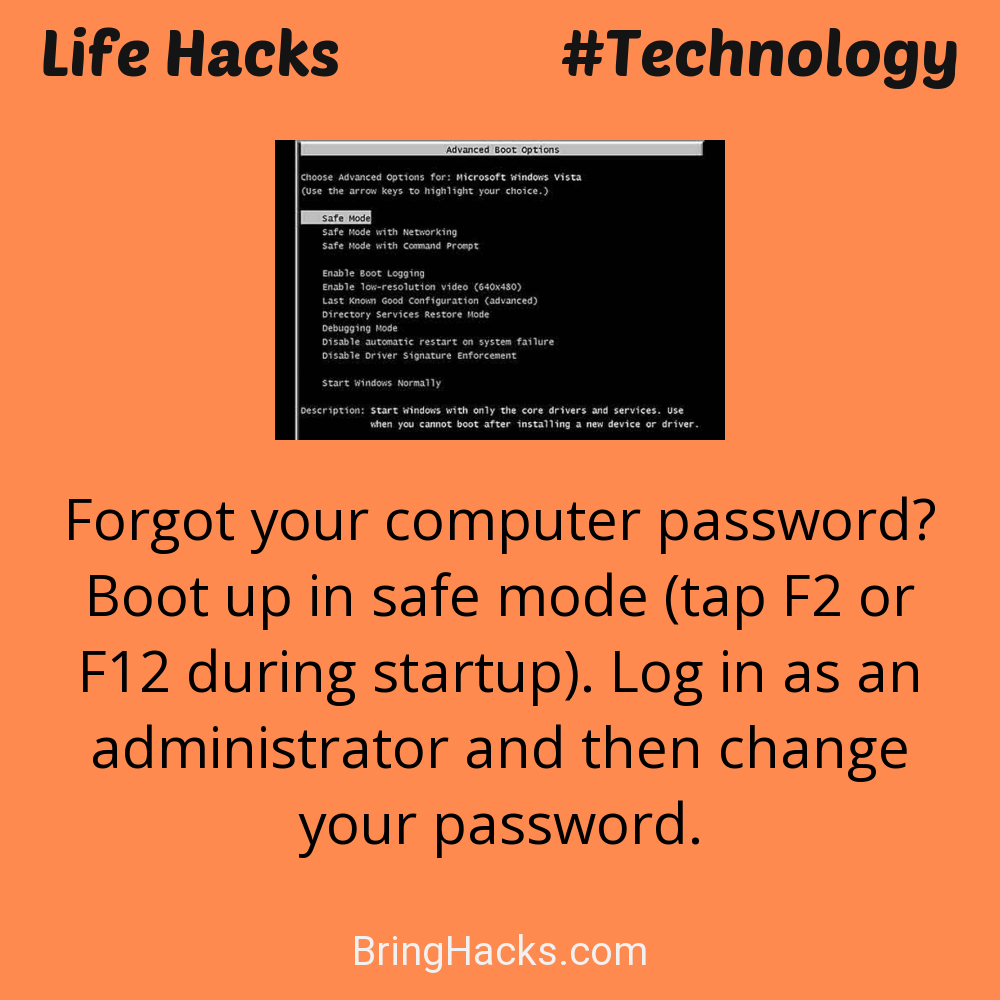 Life Hacks
#Technology
Advanced Boot Options
Choose Advanced Options for: Microsoft Windows Vista
(Use the arrow keys to highlight your choice.)
Safe Mode
Safe Mode with Networking
Safe Mode with Command Prompt
Enable Boot Logging
Enable low-resolution video (640x480)
Last Known Good Configuration (advanced)
Directory Services Restore Mode
Debugging Mode
Disable automatic restart on system failure
Disable Driver Signature Enforcement
Start Windows Normally
Description: Start Windows with only the core drivers and services. Use
when you cannot boot after installing a new device or driver.
Forgot your computer password?
Boot up in safe mode (tap F2 or
F12 during startup). Log in as an
administrator and then change
your password.
BringHacks.com